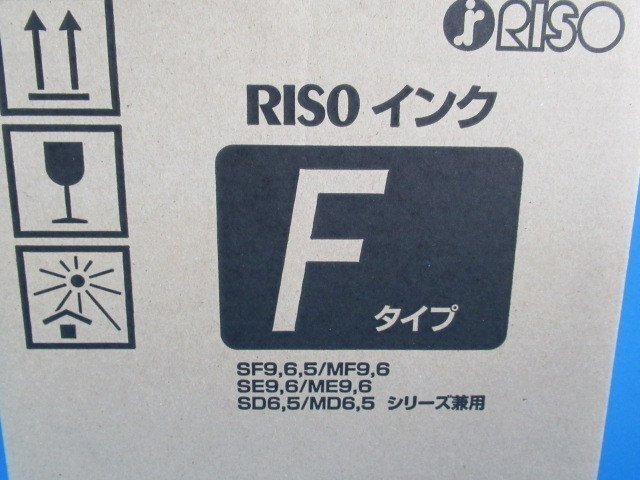 RISO
RISO インク
F
タイプ
SF9,6,5/MF9,6
SE9,6/ME9,6
SD6,5/MD6,5 シリーズ兼用